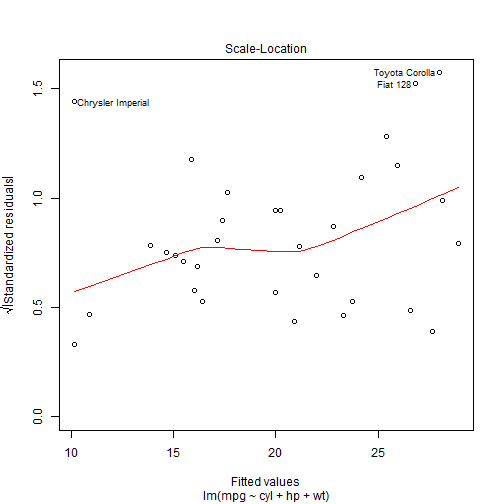 Scale-Location
Toyota Corolla
Fiat 128
Chrysler Imperial
1.5
1.0
0.5
0.0
√|Standardized residuals|
10 15 20 25
Fitted values
lm(mpg ~ cyl + hp + wt)